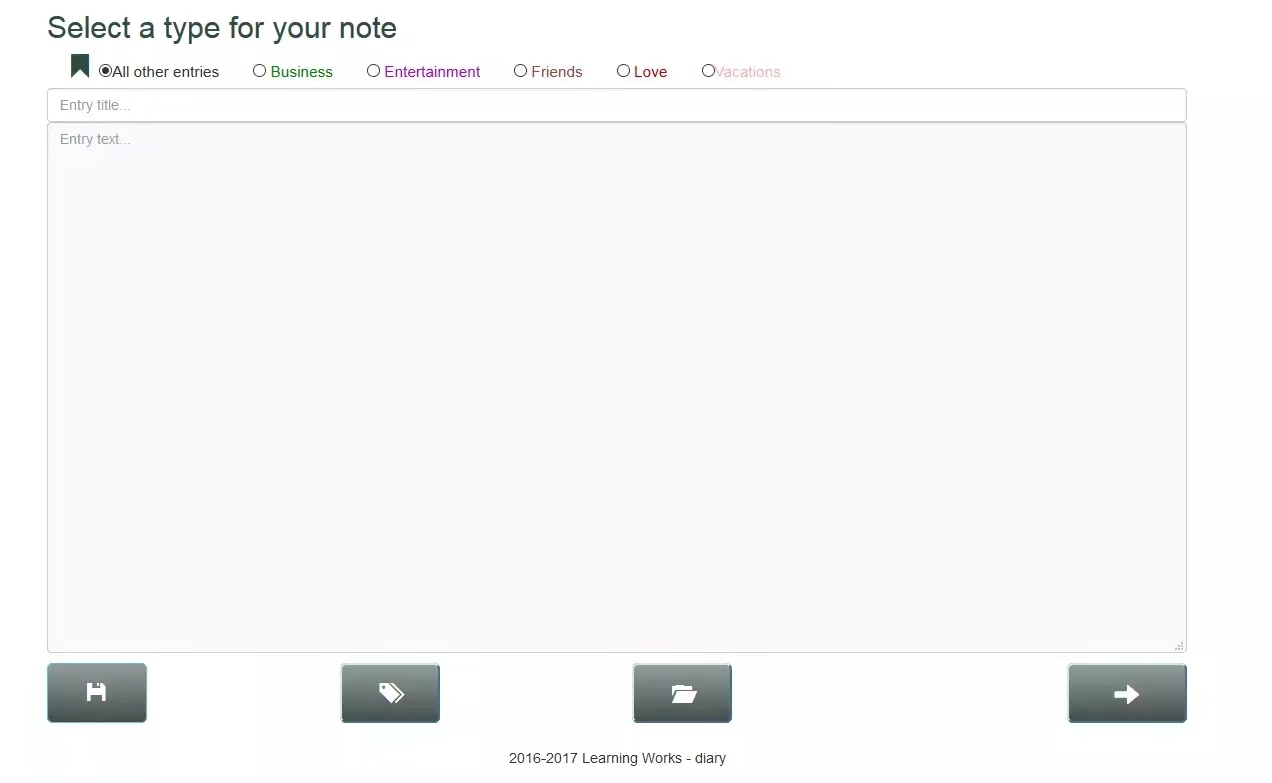 Select a type for your note
All other entries Business Entertainment Friends Love Vacations
Entry title...
Entry text...
2016-2017 Learning Works - diary